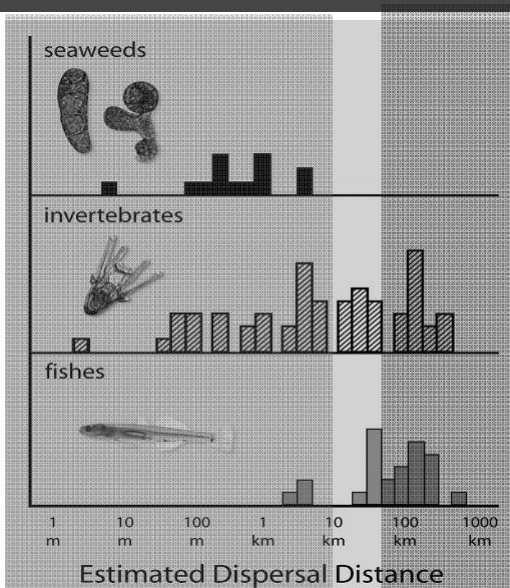 seaweeds
invertebrates
fishes
1 10 100 1 10 100 1000
m m m km km km km
Estimated Dispersal Distance